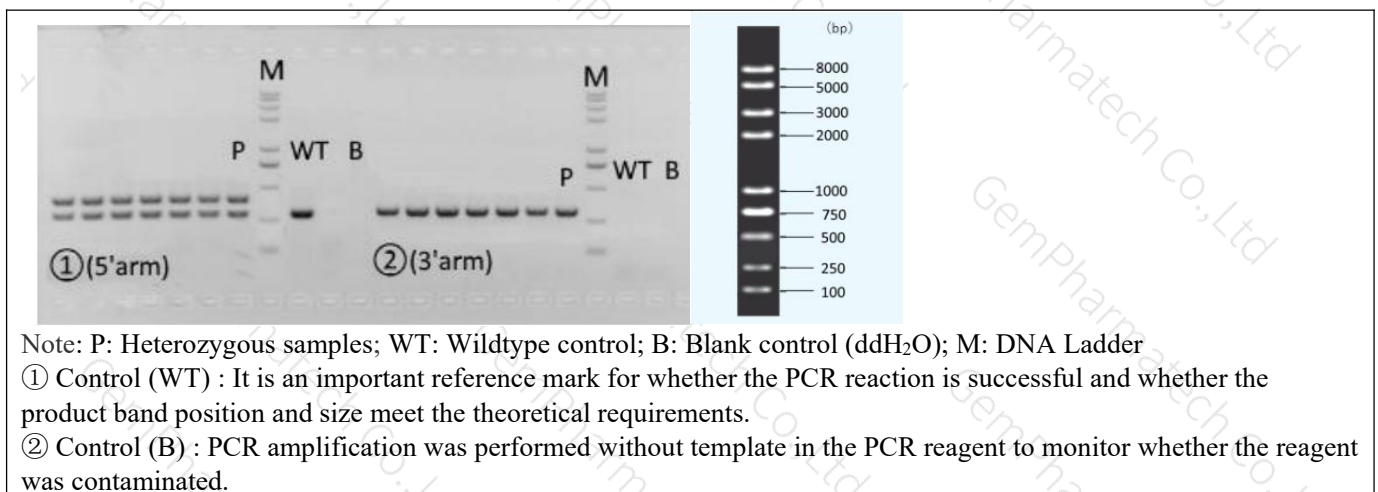 (bp)
M
M
8000
5000
3000
2000
P
WT
B
P
WT
B
1000
750
500
250
100
①(5'arm)
②(3'arm)
Note: P: Heterozygous samples; WT: Wildtype control; B: Blank control (ddH₂O); M: DNA Ladder
① Control (WT) : It is an important reference mark for whether the PCR reaction is successful and whether the
product band position and size meet the theoretical requirements.
② Control (B) : PCR amplification was performed without template in the PCR reagent to monitor whether the reagent
was contaminated.
GemPharmatech Co.,Ltd